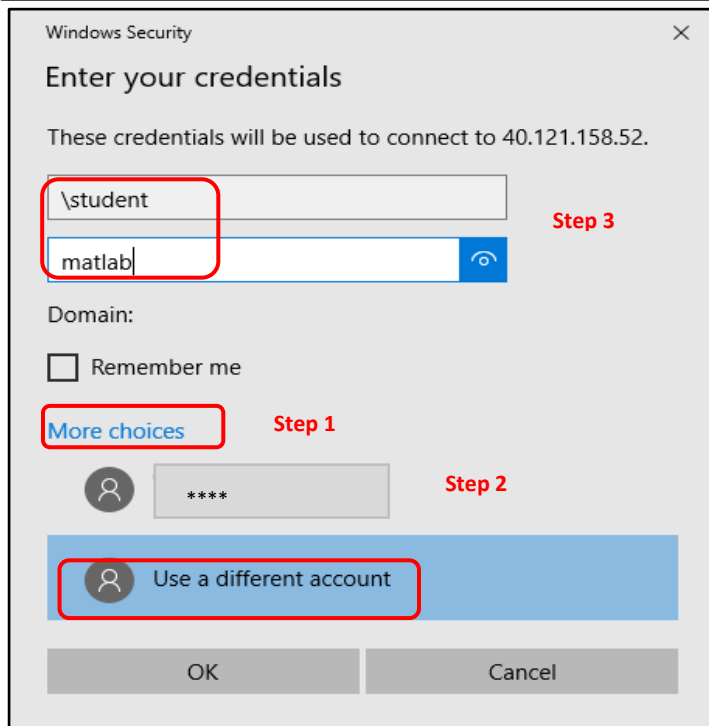 Windows Security
Enter your credentials
These credentials will be used to connect to 40.121.158.52.
\student
Step 3
matlab
Domain:
Remember me
More choices
Step 1
****
Step 2
Use a different account
OK
Cancel